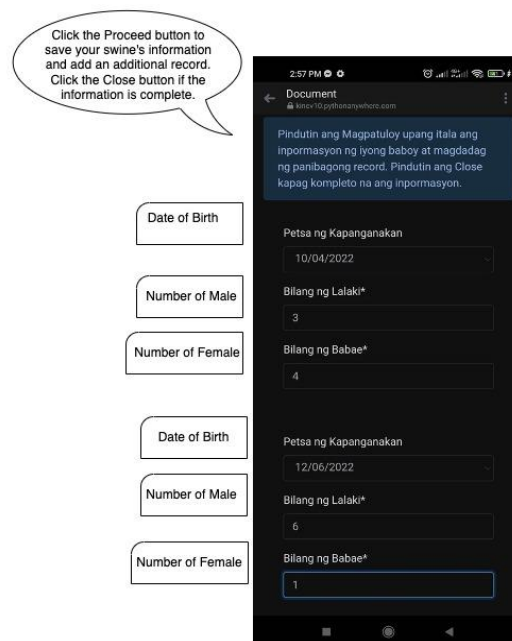 Click the Proceed button to
save your swine's information
and add an additional record.
Click the Close button if the
information is complete.
2:57 PM
Document
kincv10.pythonanywhere.com
Pindutin ang Magpatuloy upang itala ang
inpormasyon ng iyong baboy at magdadag
ng panibagong record. Pindutin ang Close
kapag kompleto na ang inpormasyon.
Date of Birth
Petsa ng Kapanganakan
10/04/2022
Number of Male
Bilang ng Lalaki*
3
Number of Female
Bilang ng Babae*
4
Date of Birth
Petsa ng Kapanganakan
12/06/2022
Number of Male
Bilang ng Lalaki*
6
Number of Female
Bilang ng Babae*
1